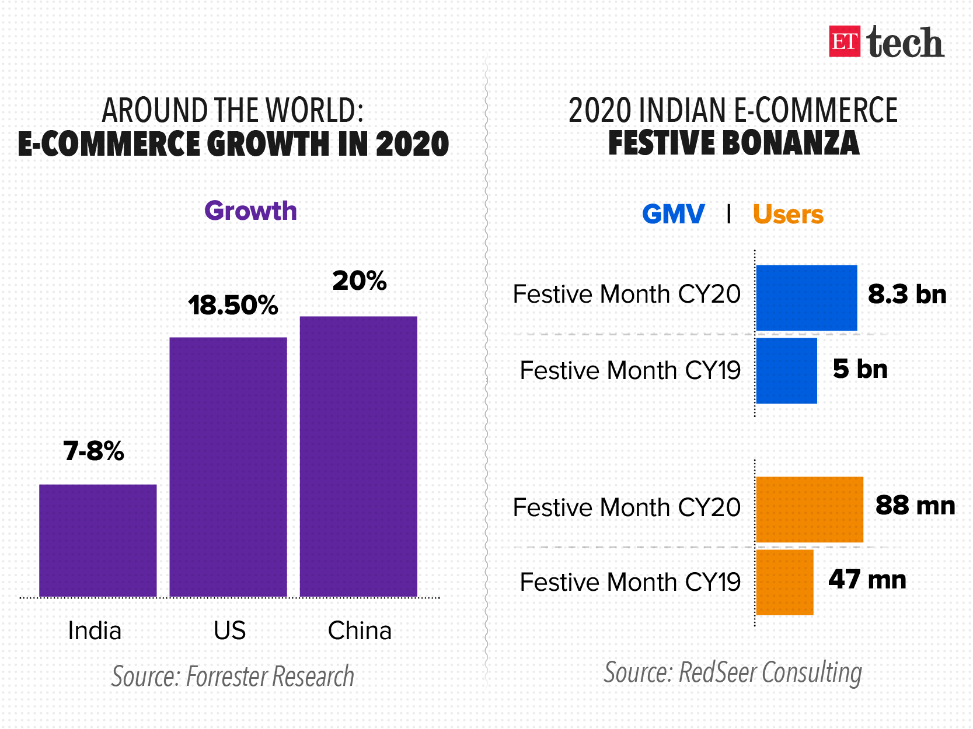 ET tech
AROUND THE WORLD:
E-COMMERCE GROWTH IN 2020
Growth
7-8%
18.50%
20%
India
US
China
Source: Forrester Research
2020 INDIAN E-COMMERCE
FESTIVE BONANZA
GMV | Users
Festive Month CY20 8.3 bn
Festive Month CY19 5 bn
Festive Month CY20 88 mn
Festive Month CY19 47 mn
Source: RedSeer Consulting